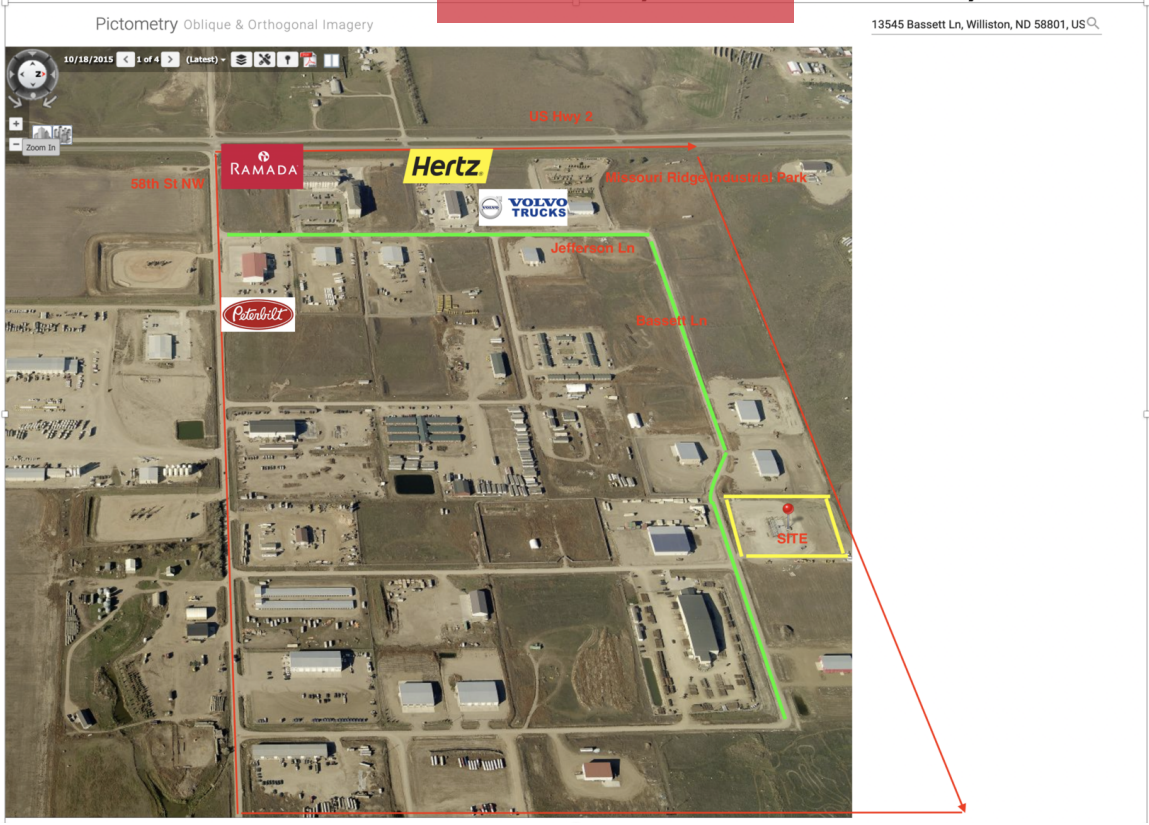 Pictometry Oblique & Orthogonal Imagery
13545 Bassett Ln, Williston, ND 58801, US
10/18/2015 1 of 4 (Latest)
PDF
Z
US Hwy 2
Zoom In
RAMADA
Hertz.
58th St NW
Missouri Ridge Industrial Park
VOLVO
VOLVO
TRUCKS
Jefferson Ln
Peterbilt
Bassett Ln
SITE